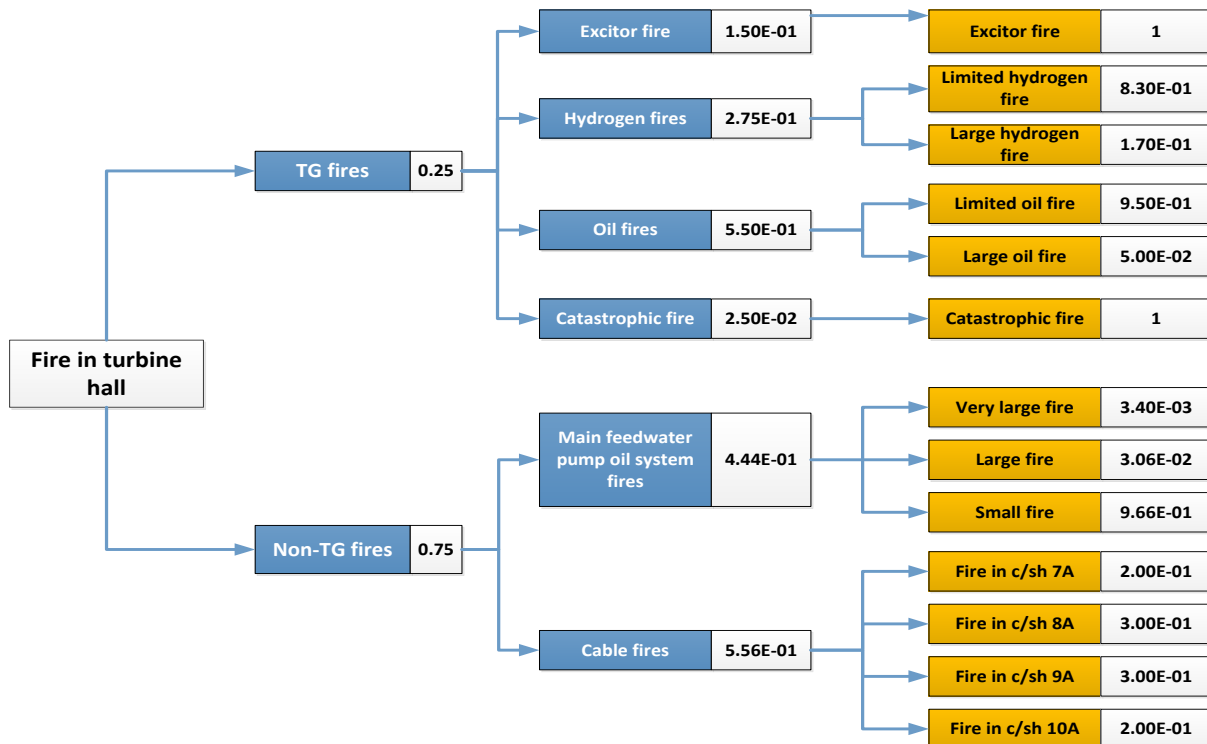 Excitor fire
1.50E-01
Excitor fire
1
Limited hydrogen
fire
8.30E-01
Hydrogen fires
2.75E-01
Large hydrogen
fire
1.70E-01
TG fires
0.25
Limited oil fire
9.50E-01
Oil fires
5.50E-01
Large oil fire
5.00E-02
Catastrophic fire
2.50E-02
Catastrophic fire
1
Fire in turbine
hall
Very large fire
3.40E-03
Main feedwater
pump oil system
fires
4.44E-01
Large fire
3.06E-02
Small fire
9.66E-01
Non-TG fires
0.75
Fire in c/sh 7A
2.00E-01
Fire in c/sh 8A
3.00E-01
Cable fires
5.56E-01
Fire in c/sh 9A
3.00E-01
Fire in c/sh 10A
2.00E-01